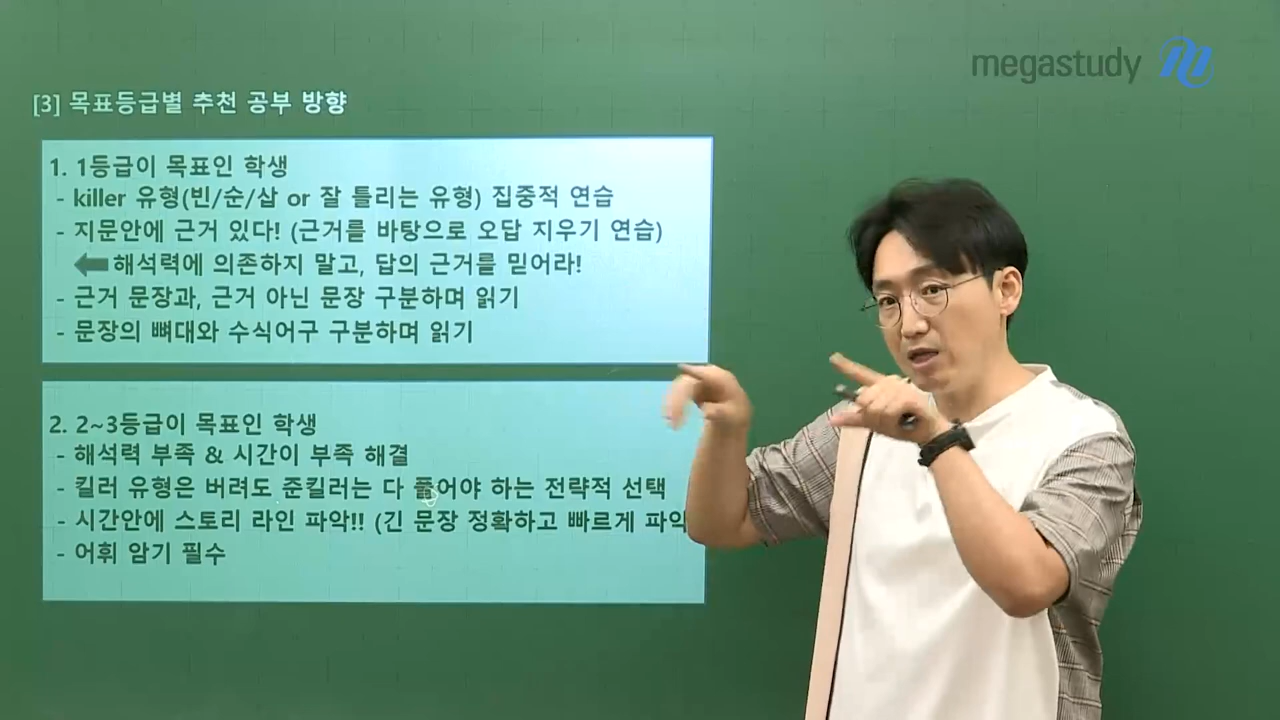 megastudy
[3] 목표등급별 추천 공부 방향
1. 1등급이 목표인 학생
- killer 유형(빈/순/삽 or 잘 틀리는 유형) 집중적 연습
- 지문안에 근거 있다! (근거를 바탕으로 오답 지우기 연습)
해석력에 의존하지 말고, 답의 근거를 믿어라!
- 근거 문장과, 근거 아닌 문장 구분하며 읽기
- 문장의 뼈대와 수식어구 구분하며 읽기
2. 2~3등급이 목표인 학생
- 해석력 부족 & 시간이 부족 해결
- 킬러 유형은 버려도 준킬러는 다 풀어야 하는 전략적 선택
- 시간안에 스토리 라인 파악!! (긴 문장 정확하고 빠르게 파악
- 어휘 암기 필수